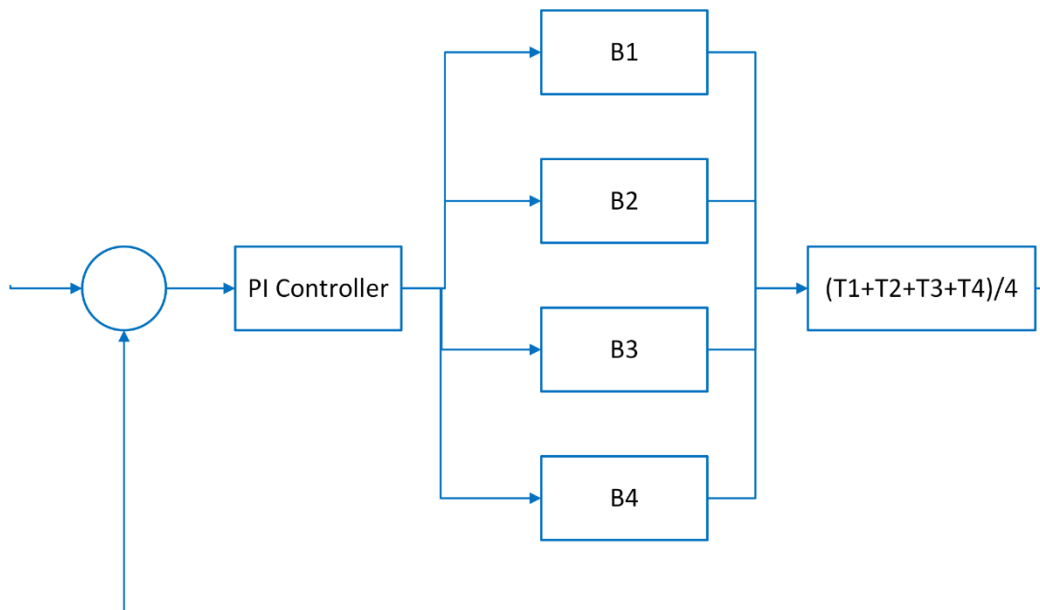 B1
B2
PI Controller
(T1+T2+T3+T4)/4
B3
B4